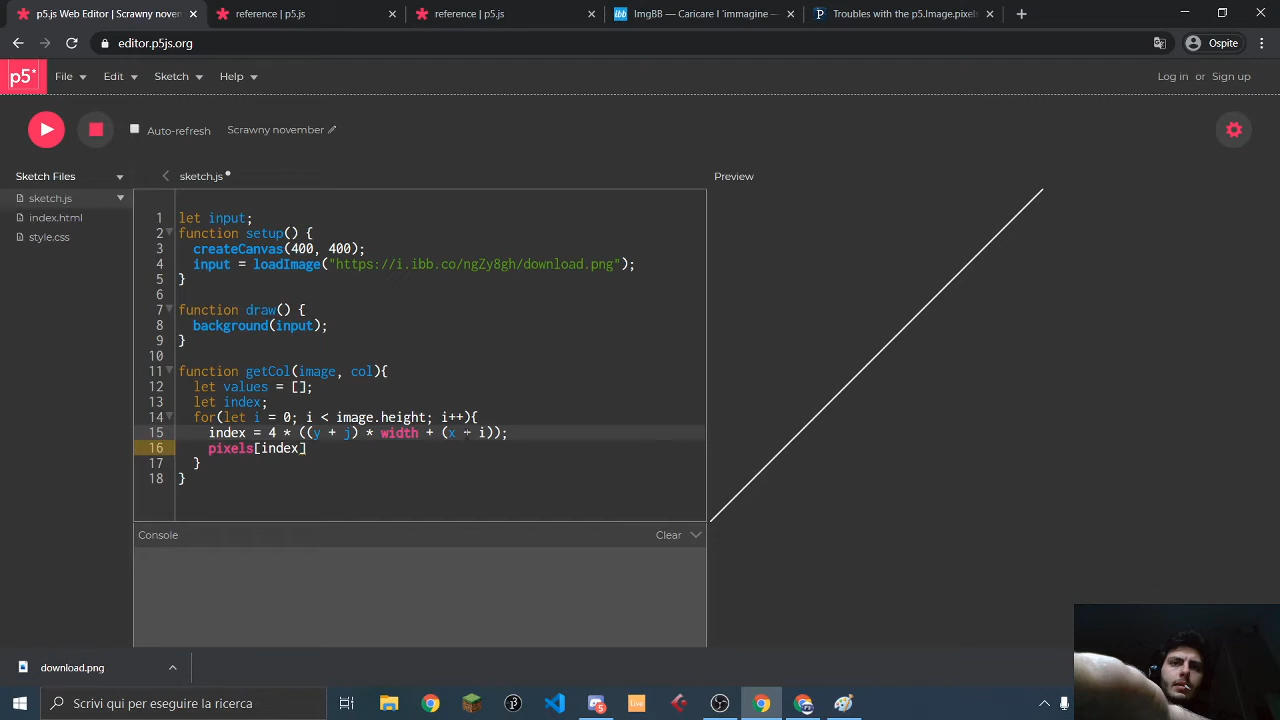 p5.js Web Editor | Scrawny noven
reference | p5.js
reference | p5.js
ImgBB — Caricare l'immagine —
Troubles with the p5.Image.pixels
editor.p5js.org
Ospite
p5*
File
Edit
Sketch
Help
Log in or Sign up
Auto-refresh
Scrawny november
Sketch Files
sketch.js
Preview
sketch.js
index.html
style.css
1 let input;
2 function setup() {
3 createCanvas(400, 400);
4 input = loadImage("https://i.ibb.co/ngZy8gh/download.png");
5 }
6
7 function draw() {
8 background(input);
9 }
10
11 function getCol(image, col){
12 let values = [];
13 let index;
14 for(let i = 0; i < image.height; i++){
15 index = 4 * ((y + j) * width + (x + i));
16 pixels[index]
17 }
18 }
Console
Clear
download.png
Scrivi qui per eseguire la ricerca
Live